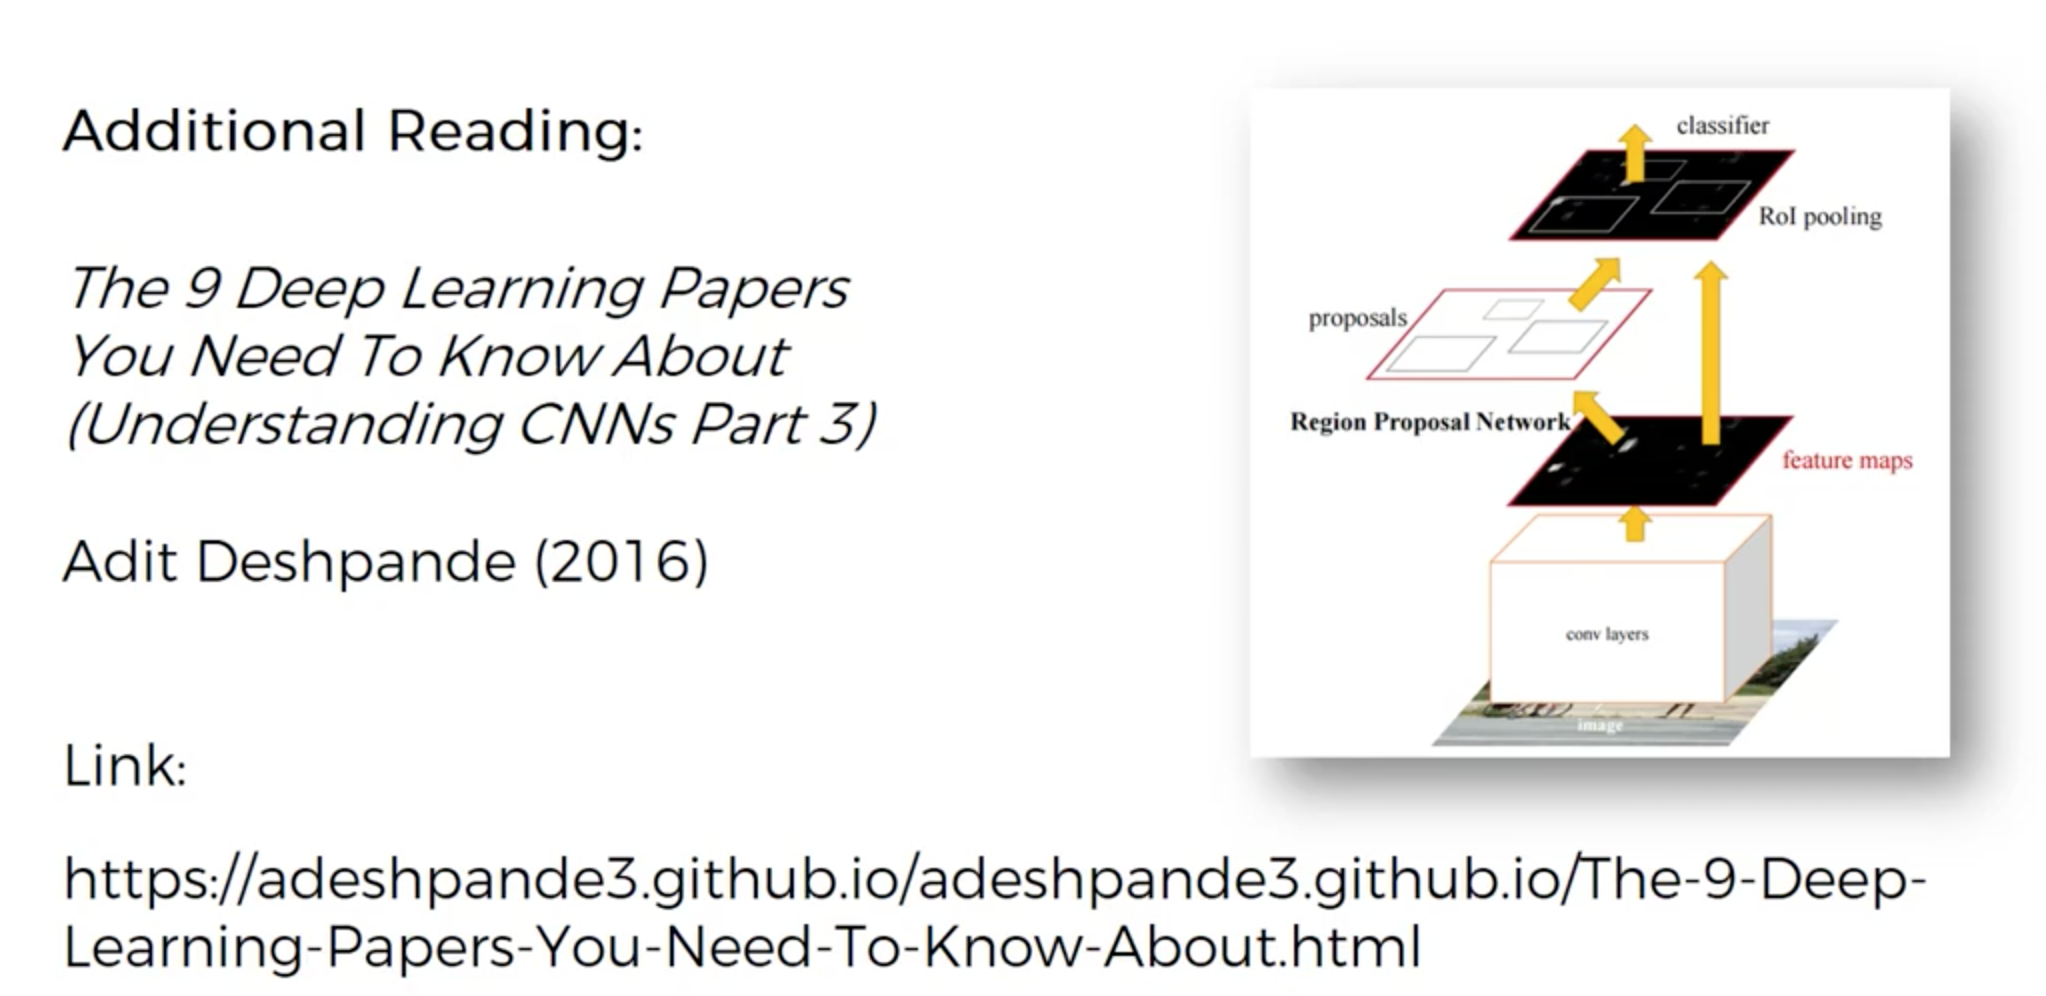 Additional Reading:
The 9 Deep Learning Papers
You Need To Know About
(Understanding CNNs Part 3)
Adit Deshpande (2016)
Link:
https://adeshpande3.github.io/adeshpande3.github.io/The-9-Deep-
Learning-Papers-You-Need-To-Know-About.html
classifier
RoI pooling
proposals
Region Proposal Network
feature maps
conv layers
image